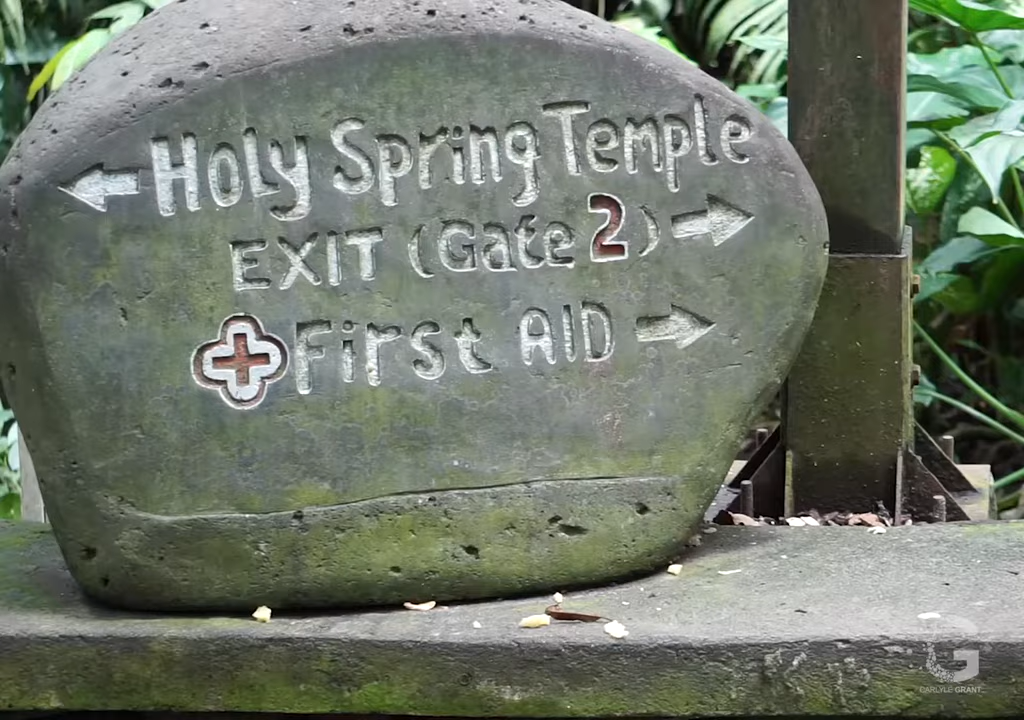 Holy Spring Temple
EXIT (Gate 2)
First AID
G
CARLYLE GRANT